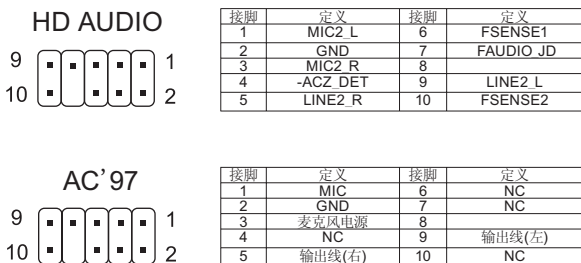 HD AUDIO
9 1
10 2
接脚 定义 接脚 定义
1 MIC2_L 6 FSENSE1
2 GND 7 FAUDIO_JD
3 MIC2_R 8
4 -ACZ_DET 9 LINE2_L
5 LINE2_R 10 FSENSE2
AC'97
9 1
10 2
接脚 定义 接脚 定义
1 MIC 6 NC
2 GND 7 NC
3 麦克风电源 8
4 NC 9 输出线(左)
5 输出线(右) 10 NC